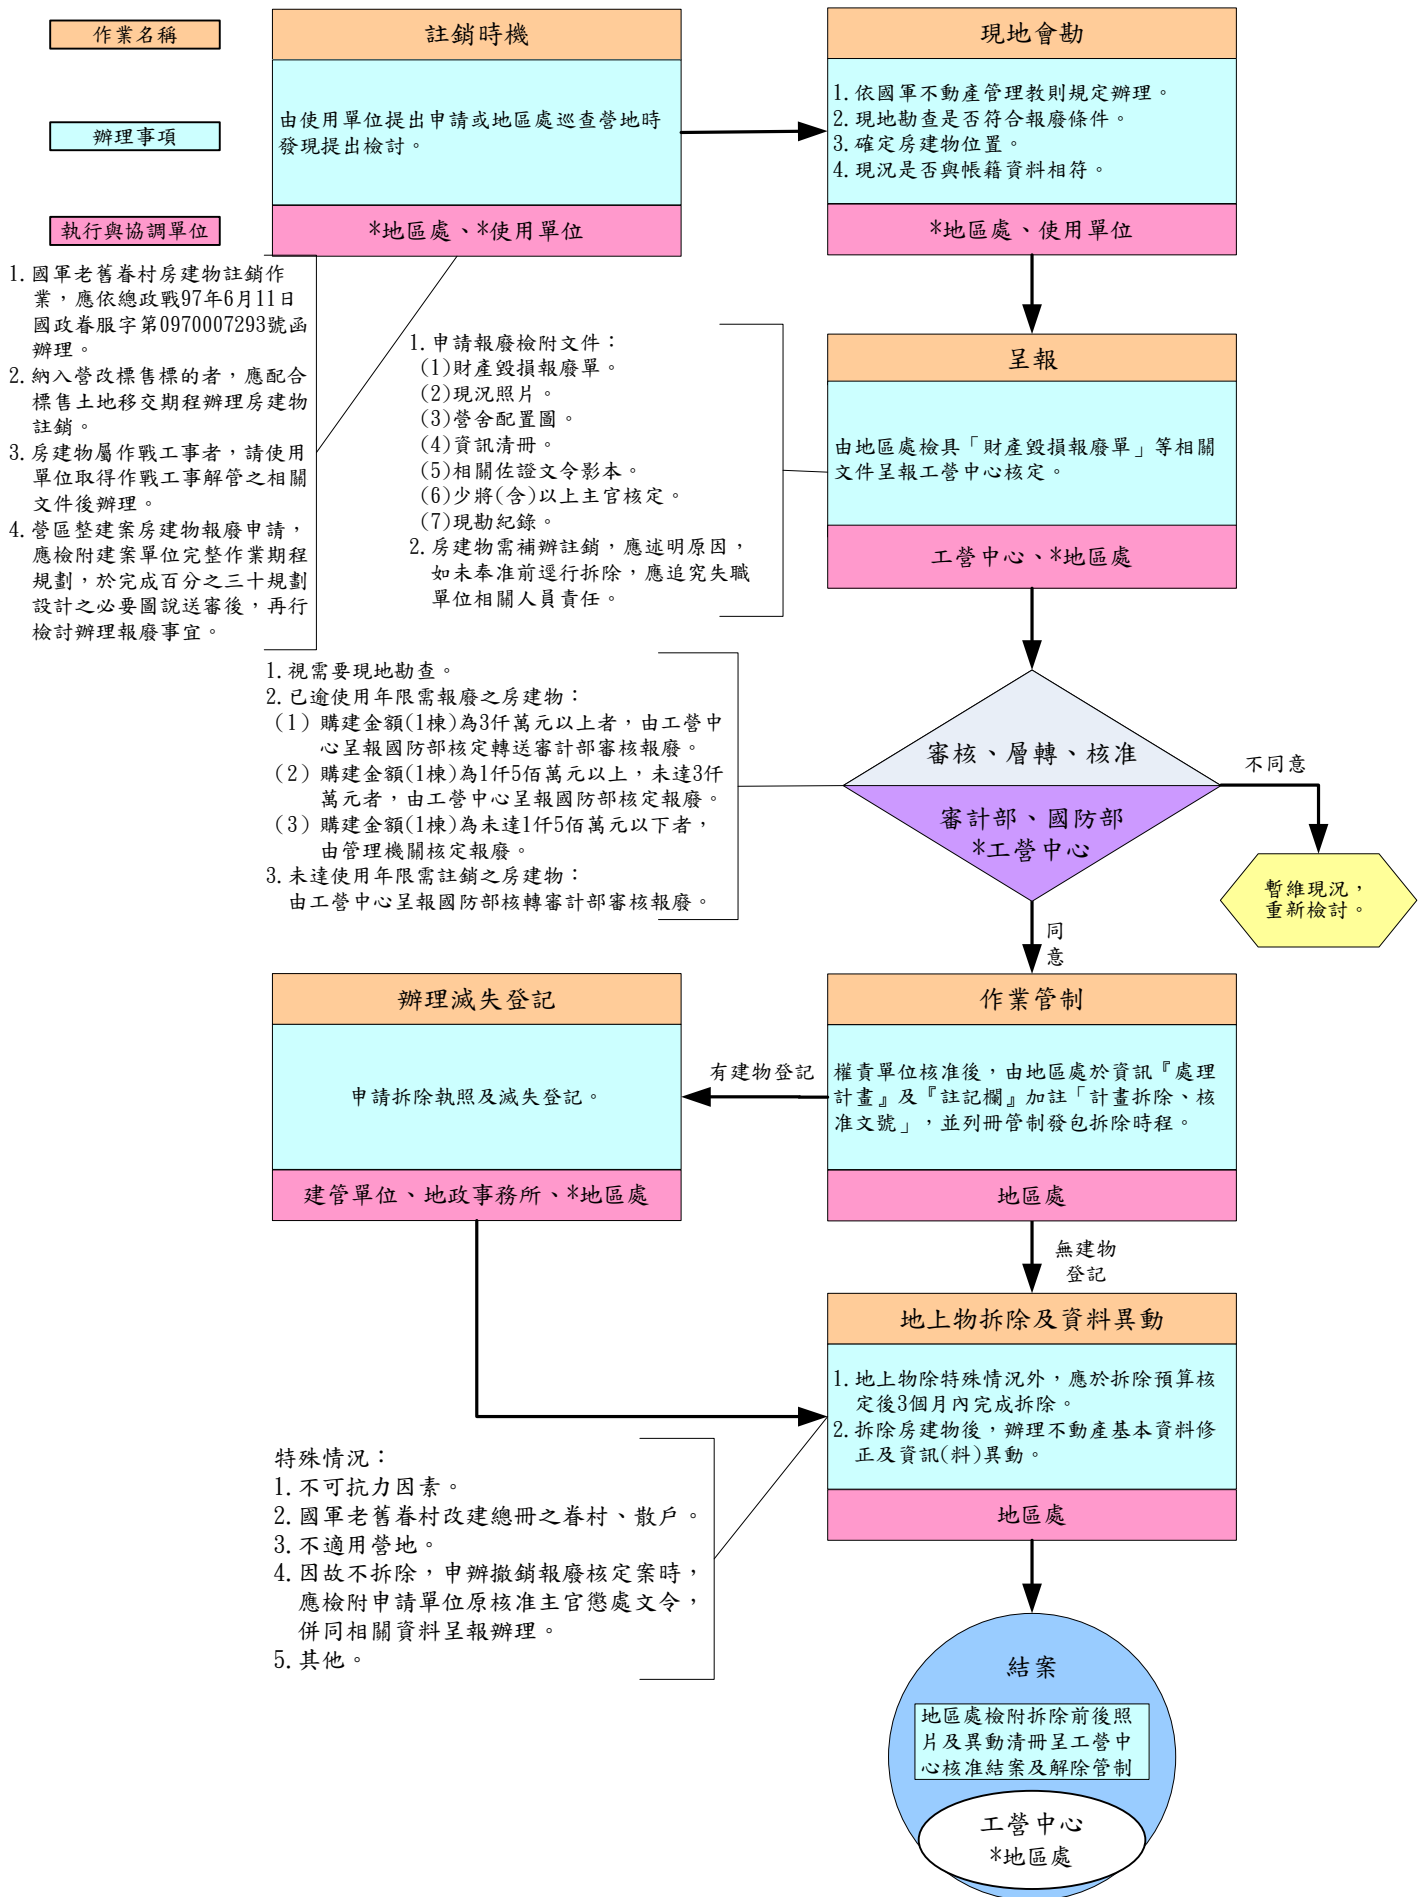 作業名稱
辦理事項
執行與協調單位
註銷時機
由使用單位提出申請或地區處巡查營地時
發現提出檢討。
*地區處、*使用單位
現地會勘
1.依國軍不動產管理教則規定辦理。
2.現地勘查是否符合報廢條件。
3.確定房建物位置。
4.現況是否與帳籍資料相符。
*地區處、使用單位
1.國軍老舊眷村房建物註銷作
業，應依總政戰97年6月11日
國政眷服字第0970007293號函
辦理。
2.納入營改標售標的者，應配合
標售土地移交期程辦理房建物
註銷。
3.房建物屬作戰工事者，請使用
單位取得作戰工事解管之相關
文件後辦理。
4.營區整建案房建物報廢申請，
應檢附建案單位完整作業期程
規劃，於完成百分之三十規劃
設計之必要圖說送審後，再行
檢討辦理報廢事宜。
1.申請報廢檢附文件：
(1)財產毀損報廢單。
(2)現況照片。
(3)營舍配置圖。
(4)資訊清冊。
(5)相關佐證文令影本。
(6)少將(含)以上主官核定。
(7)現勘紀錄。
2.房建物需補辦註銷，應述明原因，
如未奉准前逕行拆除，應追究失職
單位相關人員責任。
呈報
由地區處檢具「財產毀損報廢單」等相關
文件呈報工營中心核定。
工營中心、*地區處
1.視需要現地勘查。
2.已逾使用年限需報廢之房建物：
(1) 購建金額(1棟)為3仟萬元以上者，由工營中
心呈報國防部核定轉送審計部審核報廢。
(2) 購建金額(1棟)為1仟5佰萬元以上，未達3仟
萬元者，由工營中心呈報國防部核定報廢。
(3) 購建金額(1棟)為未達1仟5佰萬元以下者，
由管理機關核定報廢。
3.未達使用年限需註銷之房建物：
由工營中心呈報國防部核轉審計部審核報廢。
審核、層轉、核准
審計部、國防部
*工營中心
不同意
暫維現況，
重新檢討。
同
意
作業管制
權責單位核准後，由地區處於資訊『處理
計畫』及『註記欄』加註「計畫拆除、核
准文號」，並列冊管制發包拆除時程。
地區處
有建物登記
辦理滅失登記
申請拆除執照及滅失登記。
建管單位、地政事務所、*地區處
無建物
登記
地上物拆除及資料異動
1.地上物除特殊情況外，應於拆除預算核
定後3個月內完成拆除。
2.拆除房建物後，辦理不動產基本資料修
正及資訊(料)異動。
地區處
特殊情況：
1.不可抗力因素。
2.國軍老舊眷村改建總冊之眷村、散戶。
3.不適用營地。
4.因故不拆除，申辦撤銷報廢核定案時，
應檢附申請單位原核准主官懲處文令，
併同相關資料呈報辦理。
5.其他。
結案
地區處檢附拆除前後照
片及異動清冊呈工營中
心核准結案及解除管制
工營中心
*地區處